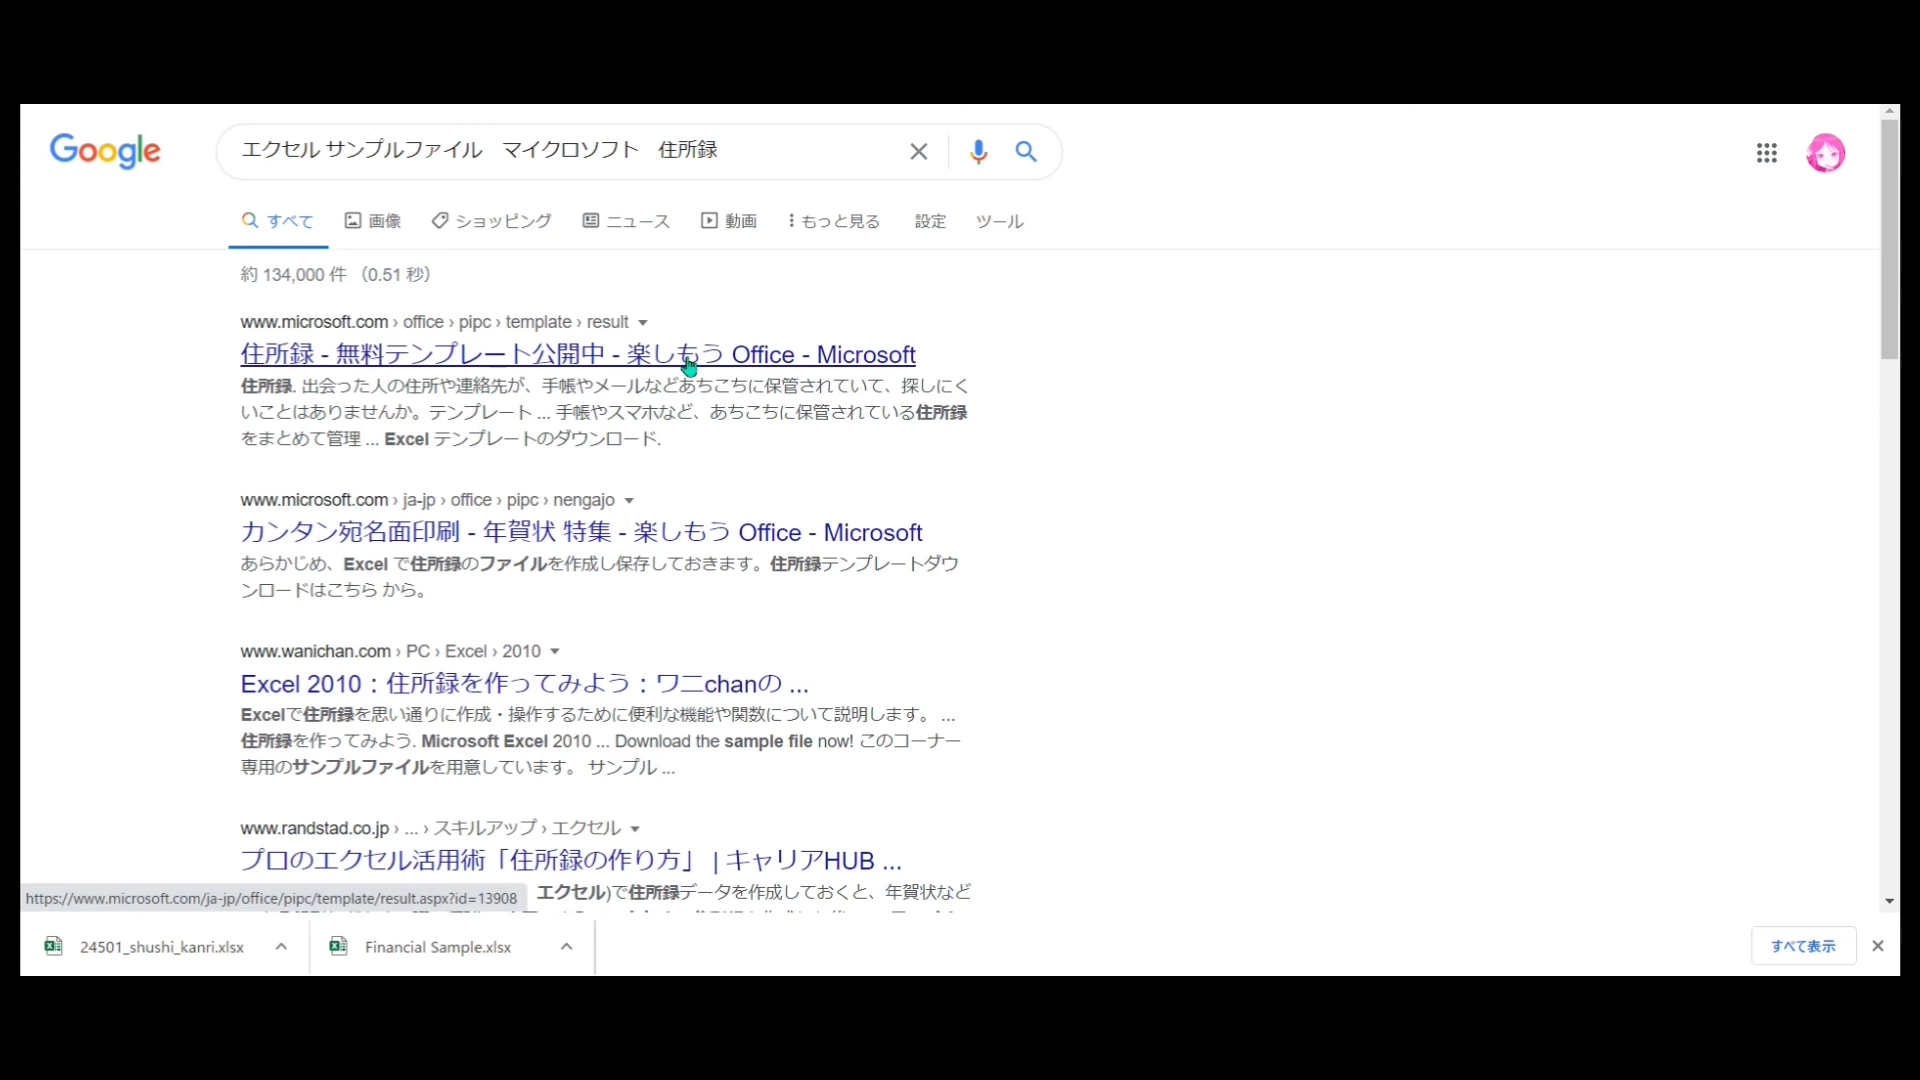 Google
エクセル サンプルファイル　マイクロソフト　住所録
すべて 画像 ショッピング ニュース 動画 もっと見る 設定 ツール
約 134,000 件 （0.51 秒）
www.microsoft.com › office › pipc › template › result
住所録 - 無料テンプレート公開中 - 楽しもう Office - Microsoft
住所録. 出会った人の住所や連絡先が、手帳やメールなどあちこちに保管されていて、探しにく
いことはありませんか。テンプレート ... 手帳やスマホなど、あちこちに保管されている住所録
をまとめて管理 ... Excel テンプレートのダウンロード.
www.microsoft.com › ja-jp › office › pipc › nengajo
カンタン宛名面印刷 - 年賀状 特集 - 楽しもう Office - Microsoft
あらかじめ、Excel で住所録のファイルを作成し保存しておきます。住所録テンプレートダウ
ンロードはこちら から。
www.wanichan.com › PC › Excel › 2010
Excel 2010：住所録を作ってみよう：ワニchanの ...
Excelで住所録を思い通りに作成・操作するために便利な機能や関数について説明します。 ...
住所録を作ってみよう. Microsoft Excel 2010 ... Download the sample file now! このコーナー
専用のサンプルファイルを用意しています。 サンプル ...
www.randstad.co.jp › ... › スキルアップ › エクセル
プロのエクセル活用術「住所録の作り方」 | キャリアHUB ...
エクセル)で住所録データを作成しておくと、年賀状など
https://www.microsoft.com/ja-jp/office/pipc/template/result.aspx?id=13908
24501_shushi_kanri.xlsx Financial Sample.xlsx すべて表示